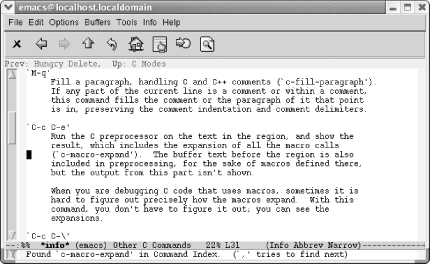 emacs@localhost.localdomain
File Edit Options Buffers Tools Info Help
Prev: Hungry Delete,  Up: C Modes
`M-q'
Fill a paragraph, handling C and C++ comments (`c-fill-paragraph').
If any part of the current line is a comment or within a comment,
this command fills the comment or the paragraph of it that point
is in, preserving the comment indentation and comment delimiters.
`C-c C-e'
Run the C preprocessor on the text in the region, and show the
result, which includes the expansion of all the macro calls
(`c-macro-expand').  The buffer text before the region is also
included in preprocessing, for the sake of macros defined there,
but the output from this part isn't shown.
When you are debugging C code that uses macros, sometimes it is
hard to figure out precisely how the macros expand.  With this
command, you don't have to figure it out; you can see the
expansions.
`C-c C-\'
--:%%  *info*  (emacs) Other C Commands   22% L31    (Info Abbrev Narrow)----------
Found `c-macro-expand' in Command Index.  (`,' tries to find next)